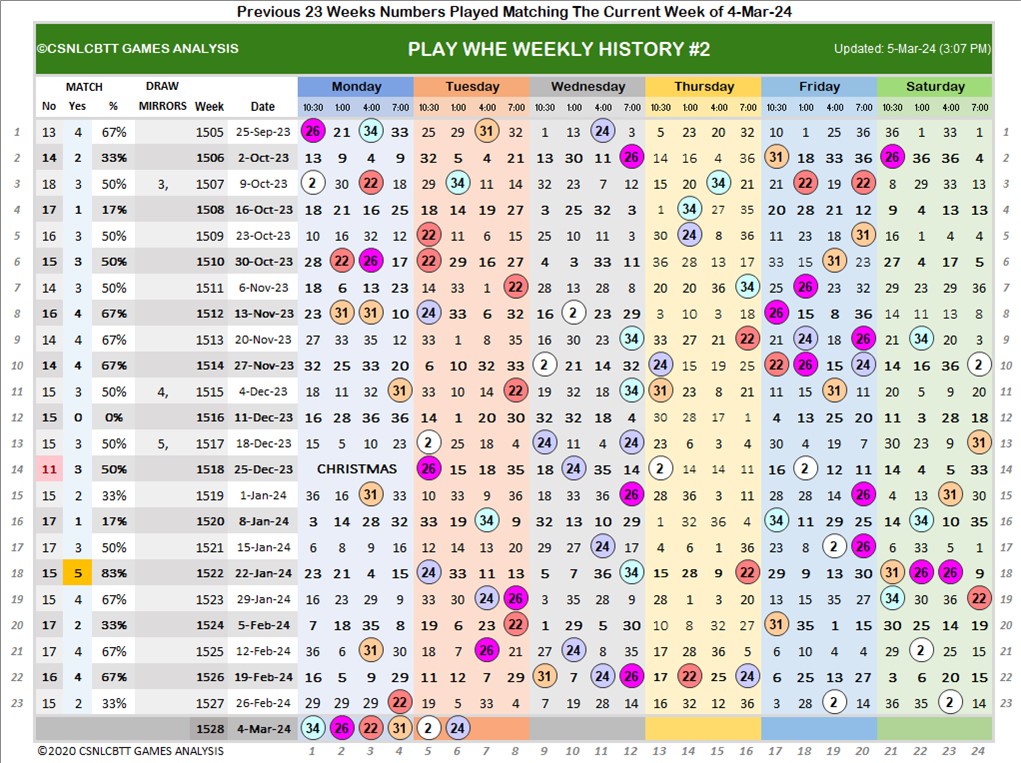 Previous 23 Weeks Numbers Played Matching The Current Week of 4-Mar-24
©CSNLCBTT GAMES ANALYSIS PLAY WHE WEEKLY HISTORY #2 Updated: 5-Mar-24 (3:07 PM)
MATCH DRAW Monday Tuesday Wednesday Thursday Friday Saturday
No Yes % MIRRORS Week Date 10:30 1:00 4:00 7:00 10:30 1:00 4:00 7:00 10:30 1:00 4:00 7:00 10:30 1:00 4:00 7:00 10:30 1:00 4:00 7:00 10:30 1:00 4:00 7:00
1 13 4 67% 1505 25-Sep-23 26 21 34 33 25 29 31 32 1 13 24 3 5 23 20 32 10 1 25 36 36 1 33 1 1
2 14 2 33% 1506 2-Oct-23 13 9 4 9 32 5 4 21 13 30 11 26 14 16 4 36 31 18 33 36 26 36 36 4 2
3 18 3 50% 3, 1507 9-Oct-23 2 30 22 18 29 34 11 14 32 23 7 12 15 20 34 21 21 22 19 22 8 29 33 13 3
4 17 1 17% 1508 16-Oct-23 18 21 16 25 18 14 19 27 3 25 32 3 1 34 27 35 20 28 21 12 9 4 13 13 4
5 16 3 50% 1509 23-Oct-23 10 16 32 12 22 11 6 15 25 10 11 3 30 24 8 36 11 23 18 31 16 1 4 4 5
6 15 3 50% 1510 30-Oct-23 28 22 26 17 22 29 16 27 4 3 33 11 36 28 13 17 33 15 31 23 27 4 17 5 6
7 14 3 50% 1511 6-Nov-23 18 6 13 23 14 33 1 22 28 13 28 8 20 20 36 34 25 26 23 32 29 23 29 36 7
8 16 4 67% 1512 13-Nov-23 23 31 31 10 24 33 6 32 16 2 23 29 3 10 3 18 26 15 8 36 14 11 13 8 8
9 14 4 67% 1513 20-Nov-23 27 33 35 12 33 1 8 35 16 30 23 34 33 27 16 22 21 24 18 26 21 34 20 3 9
10 14 4 67% 1514 27-Nov-23 32 25 33 20 6 10 32 33 2 21 14 32 24 15 19 25 22 26 15 24 14 16 36 2 10
11 15 3 50% 4, 1515 4-Dec-23 18 11 32 31 33 10 14 22 19 32 18 34 31 23 8 21 11 15 31 11 20 5 20 11
12 15 0 0% 1516 11-Dec-23 16 28 36 36 14 1 20 30 32 32 18 4 30 28 17 1 4 13 25 20 11 3 28 18 12
13 15 3 50% 5, 1517 18-Dec-23 15 5 10 23 2 25 18 4 24 11 4 24 23 6 3 4 30 4 19 7 30 23 9 31 13
14 11 3 50% 1518 25-Dec-23 CHRISTMAS 26 15 18 35 18 24 35 14 2 14 14 11 16 2 12 11 14 4 5 33 14
15 15 2 33% 1519 1-Jan-24 36 16 31 33 10 33 9 36 18 33 36 26 28 36 3 11 28 28 14 26 4 13 31 30 15
16 17 1 17% 1520 8-Jan-24 3 14 28 32 33 19 34 9 32 13 10 29 1 32 36 4 34 11 29 25 14 34 10 35 16
17 17 3 50% 1521 15-Jan-24 6 8 9 16 12 14 13 20 29 27 24 17 4 6 1 36 23 8 2 26 6 33 5 1 17
18 15 5 83% 1522 22-Jan-24 23 21 4 15 24 33 11 13 5 7 36 34 15 28 9 22 29 9 13 30 31 26 26 9 18
19 15 4 67% 1523 29-Jan-24 16 23 29 9 33 30 24 26 3 35 28 9 28 1 3 20 13 15 35 27 34 30 36 22 19
20 17 2 33% 1524 5-Feb-24 7 18 35 8 19 6 23 22 1 29 5 30 10 8 32 27 31 35 1 15 30 25 14 19 20
21 17 4 67% 1525 12-Feb-24 6 3 31 30 18 7 26 21 27 24 8 35 17 28 36 5 6 10 4 4 21 2 25 15 21
22 16 4 67% 1526 19-Feb-24 16 5 9 29 11 12 7 29 31 7 24 26 17 22 25 24 6 25 13 27 3 6 20 15 22
23 15 2 33% 1527 26-Feb-24 29 29 27 22 19 5 33 4 7 9 18 7 16 32 12 36 3 28 2 14 36 35 2 14 23
1528 4-Mar-24 34 26 22 31 2 24
©2020 CSNLCBTT GAMES ANALYSIS 1 2 3 4 5 6 7 8 9 10 11 12 13 14 15 16 17 18 19 20 21 22 23 24